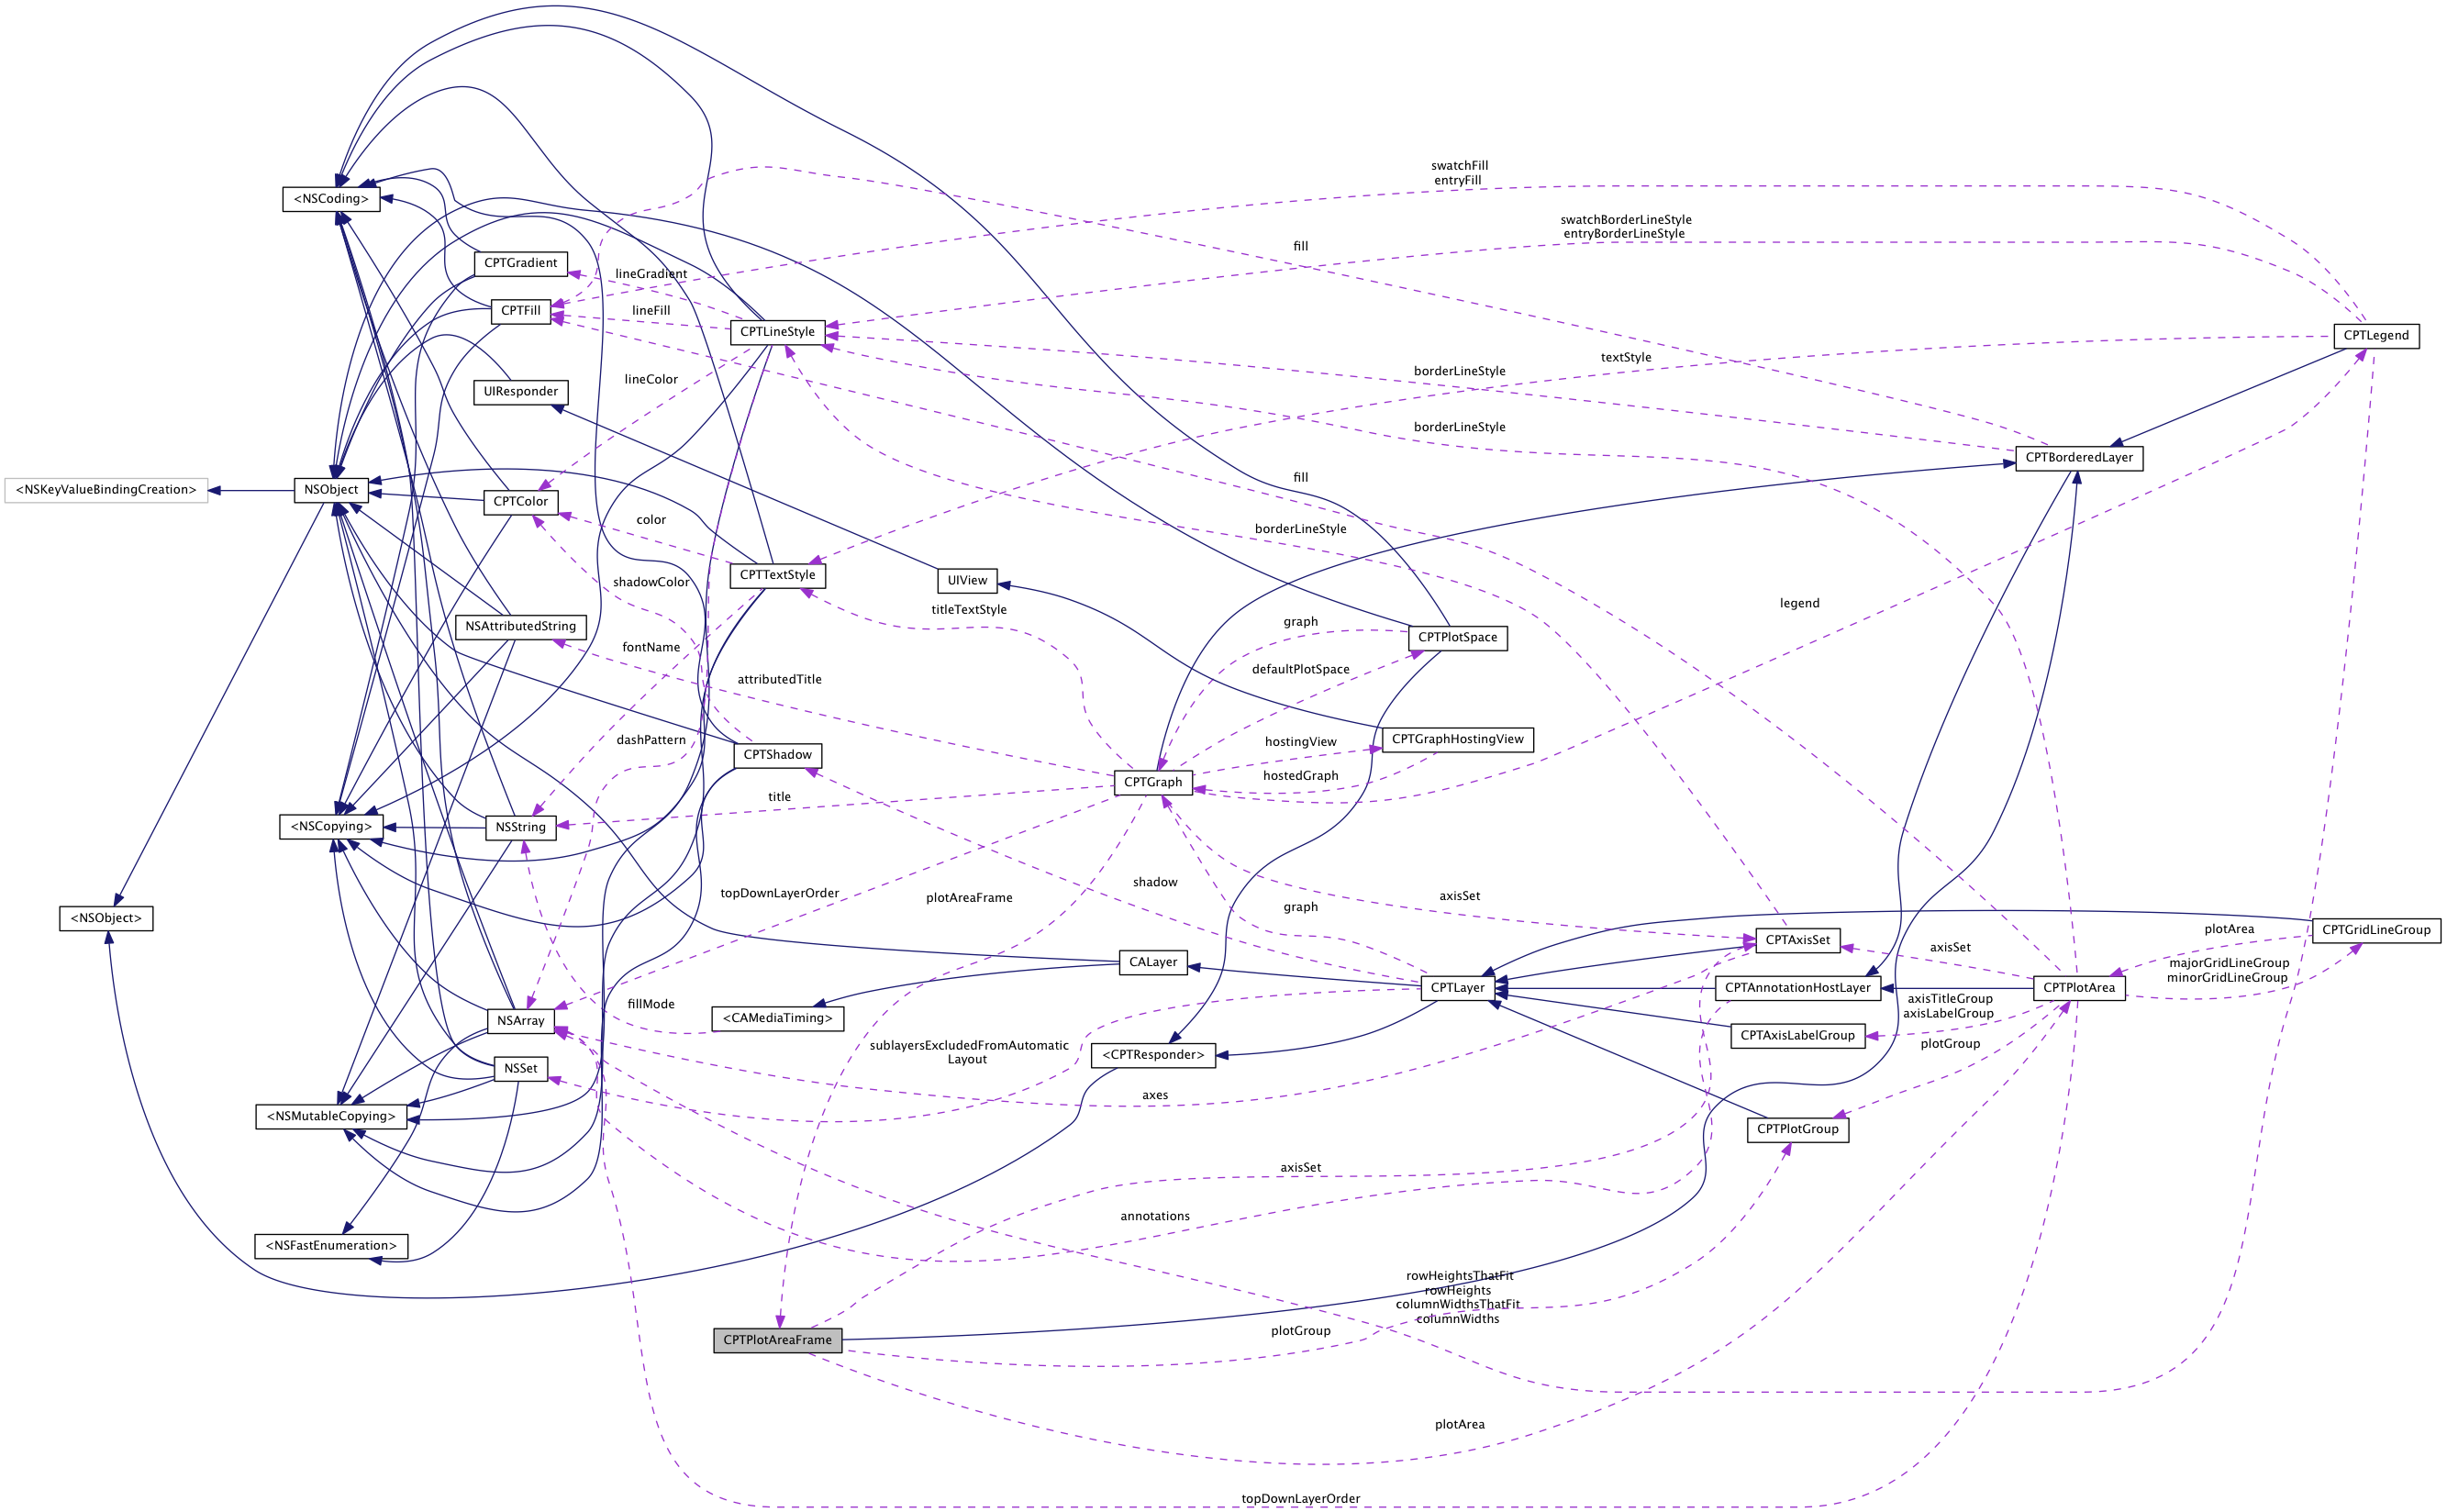 swatchFill
entryFill
<NSCoding>
swatchBorderLineStyle
entryBorderLineStyle
fill
CPTGradient
lineGradient
CPTFill
lineFill
CPTLineStyle
CPTLegend
textStyle
borderLineStyle
lineColor
UIResponder
borderLineStyle
CPTBorderedLayer
fill
<NSKeyValueBindingCreation>
NSObject
CPTColor
color
borderLineStyle
CPTTextStyle
UIView
shadowColor
legend
titleTextStyle
graph
NSAttributedString
CPTPlotSpace
fontName
defaultPlotSpace
attributedTitle
dashPattern
hostingView
CPTGraphHostingView
CPTShadow
hostedGraph
CPTGraph
title
<NSCopying>
NSString
shadow
topDownLayerOrder
plotAreaFrame
axisSet
graph
<NSObject>
CPTGridLineGroup
plotArea
CPTAxisSet
axisSet
CALayer
majorGridLineGroup
minorGridLineGroup
CPTLayer
CPTAnnotationHostLayer
CPTPlotArea
axisTitleGroup
axisLabelGroup
fillMode
<CAMediaTiming>
NSArray
CPTAxisLabelGroup
plotGroup
sublayersExcludedFromAutomatic
Layout
<CPTResponder>
NSSet
axes
<NSMutableCopying>
CPTPlotGroup
axisSet
annotations
<NSFastEnumeration>
rowHeightsThatFit
rowHeights
columnWidthsThatFit
columnWidths
plotGroup
CPTPlotAreaFrame
plotArea
topDownLayerOrder